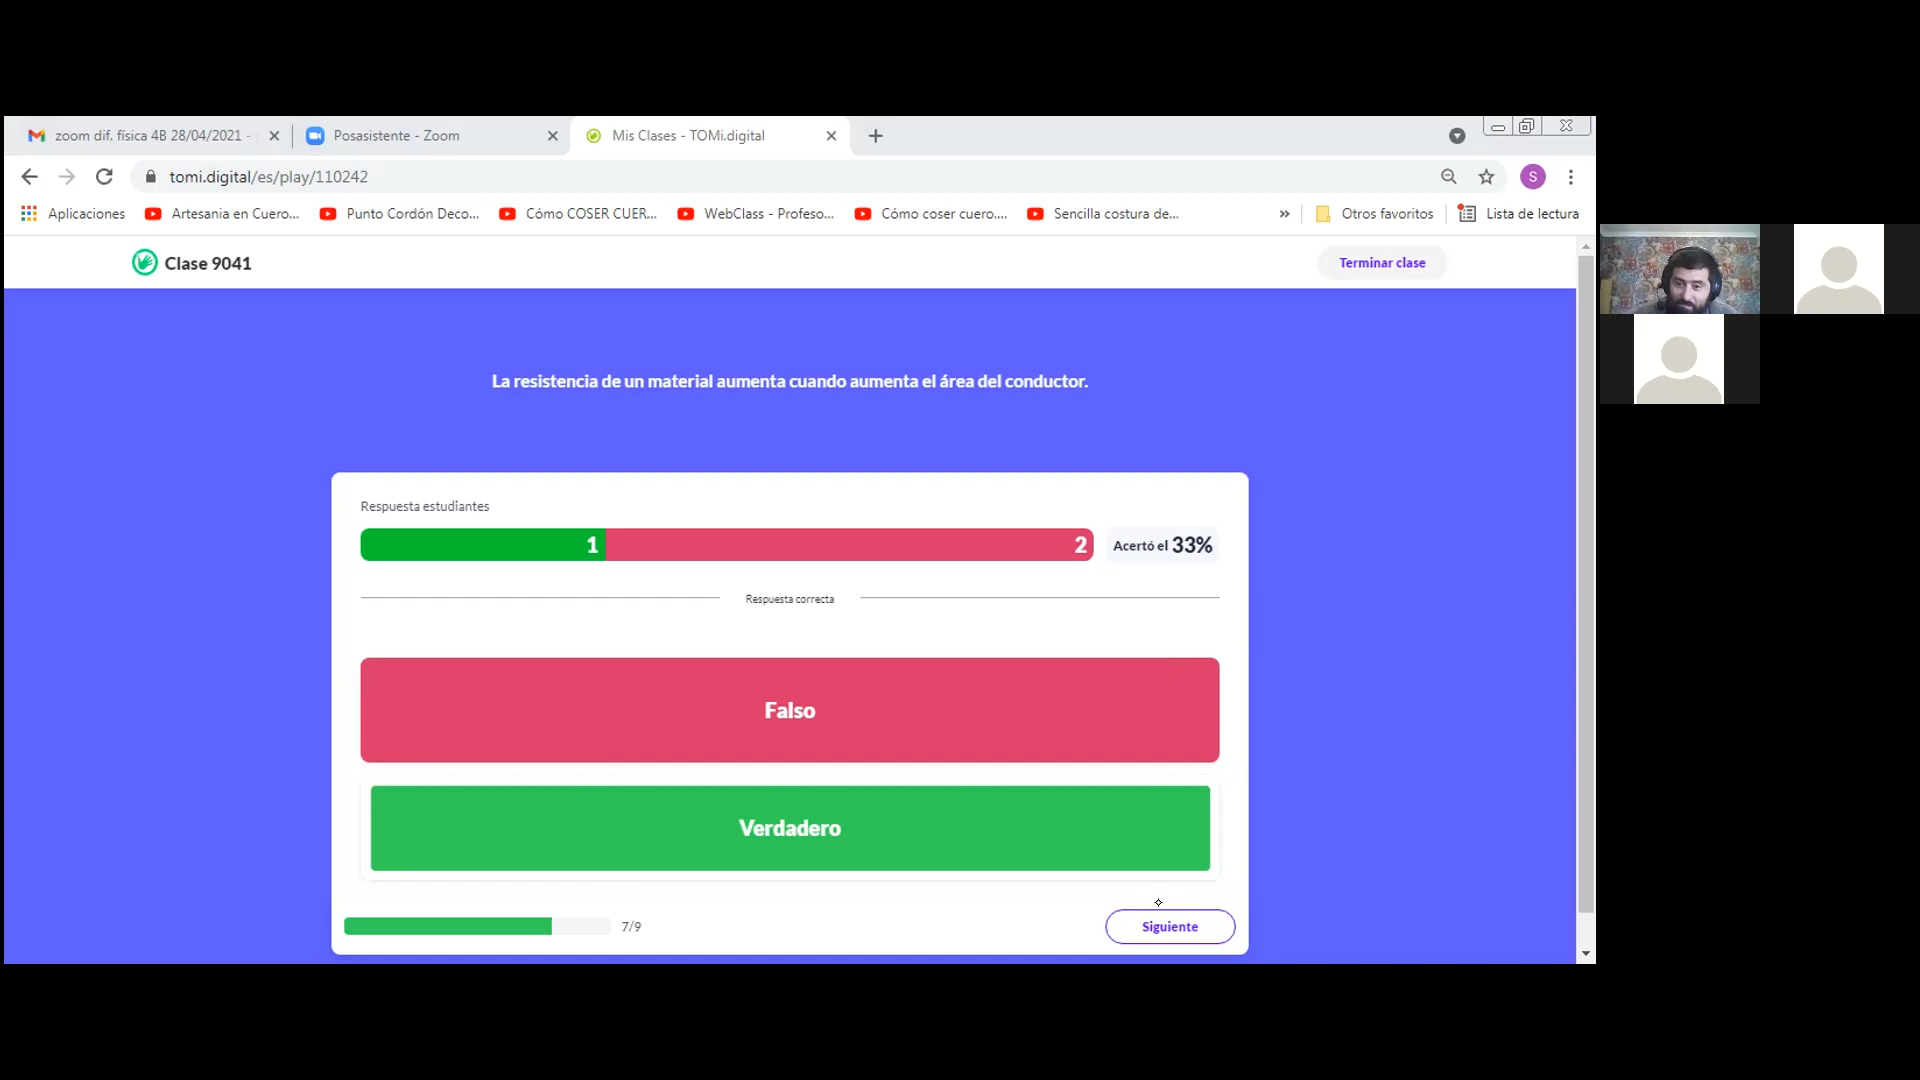 zoom dif. física 4B 28/04/2021 -
Posasistente - Zoom
Mis Clases - TOMi.digital
tomi.digital/es/play/110242
S
Aplicaciones
Artesania en Cuero...
Punto Cordón Deco...
Cómo COSER CUER...
WebClass - Profeso...
Cómo coser cuero....
Sencilla costura de...
»
Otros favoritos
Lista de lectura
Clase 9041
Terminar clase
La resistencia de un material aumenta cuando aumenta el área del conductor.
Respuesta estudiantes
1
2
Acertó el 33%
Respuesta correcta
Falso
Verdadero
7/9
Siguiente